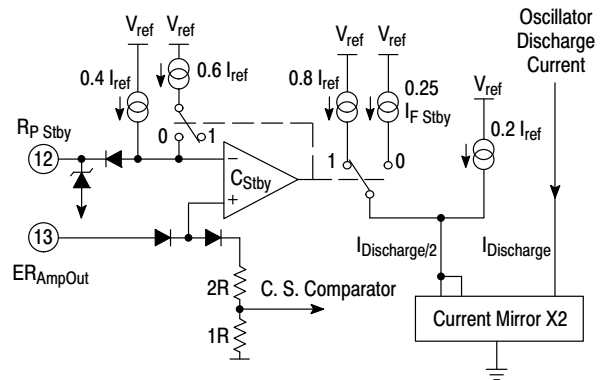 Oscillator
Discharge
Current
Vref
Vref
Vref
Vref
Vref
0.4 Iref
0.6 Iref
0.8 Iref
0.25
IF Stby
0.2 Iref
RP Stby
12
0
1
−
CStby
+
1
0
13
ERAmpOut
2R
1R
C. S. Comparator
IDischarge/2
IDischarge
Current Mirror X2